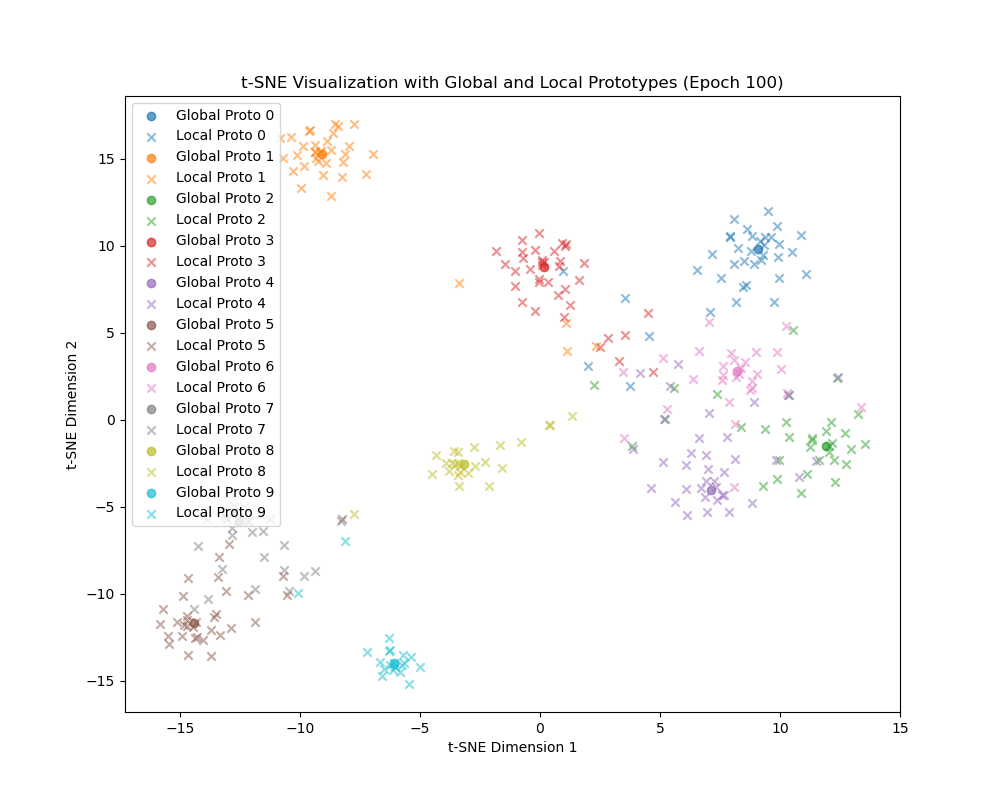 t-SNE Visualization with Global and Local Prototypes (Epoch 100)
Global Proto 0
Local Proto 0
Global Proto 1
Local Proto 1
Global Proto 2
Local Proto 2
Global Proto 3
Local Proto 3
Global Proto 4
Local Proto 4
Global Proto 5
Local Proto 5
Global Proto 6
Local Proto 6
Global Proto 7
Local Proto 7
Global Proto 8
Local Proto 8
Global Proto 9
Local Proto 9
15
10
5
0
−5
−10
−15
t-SNE Dimension 2
−15
−10
−5
0
5
10
15
t-SNE Dimension 1